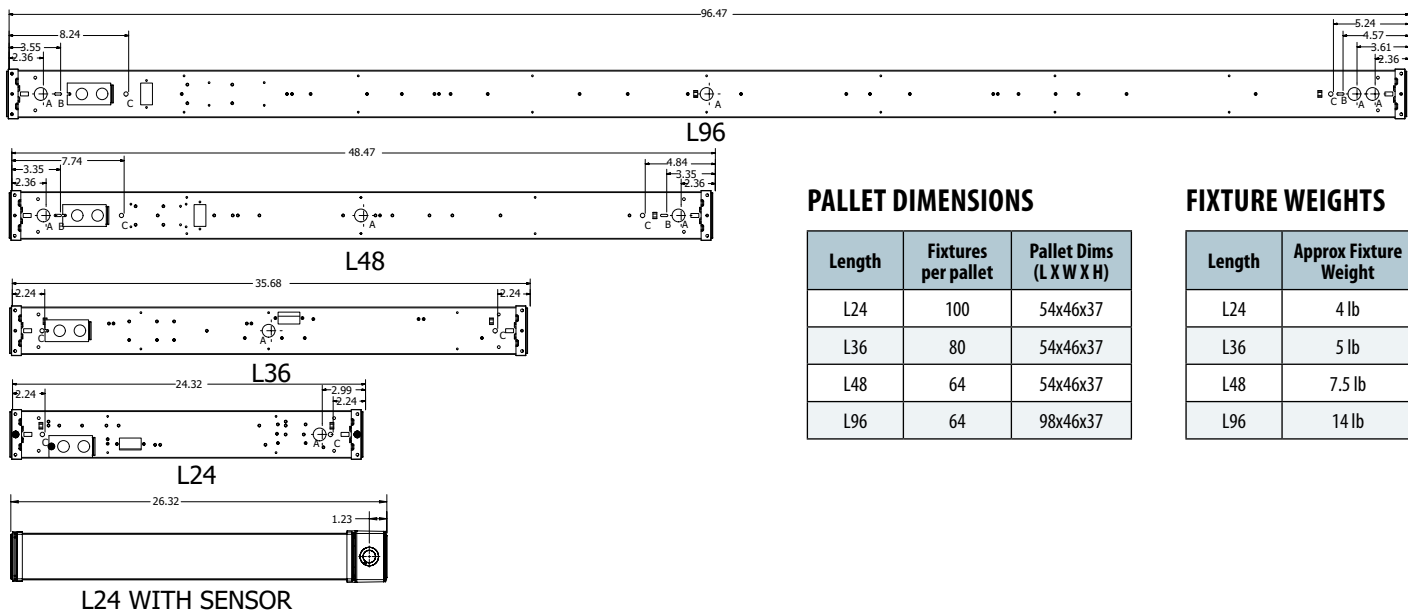 96.47
8.24
5.24
3.55
4.57
2.36
3.61
2.36
A B C A C B A A
L96
48.47
7.74
4.84
3.35
3.35
2.36
2.36
A B C A C B A
L48
35.68
2.24
2.24
C A C
L36
24.32
2.99
2.24
2.24
C A C
L24
26.32
1.23
L24 WITH SENSOR
PALLET DIMENSIONS
Length Fixtures per pallet Pallet Dims (L X W X H)
L24 100 54x46x37
L36 80 54x46x37
L48 64 54x46x37
L96 64 98x46x37
FIXTURE WEIGHTS
Length Approx Fixture Weight
L24 4 lb
L36 5 lb
L48 7.5 lb
L96 14 lb